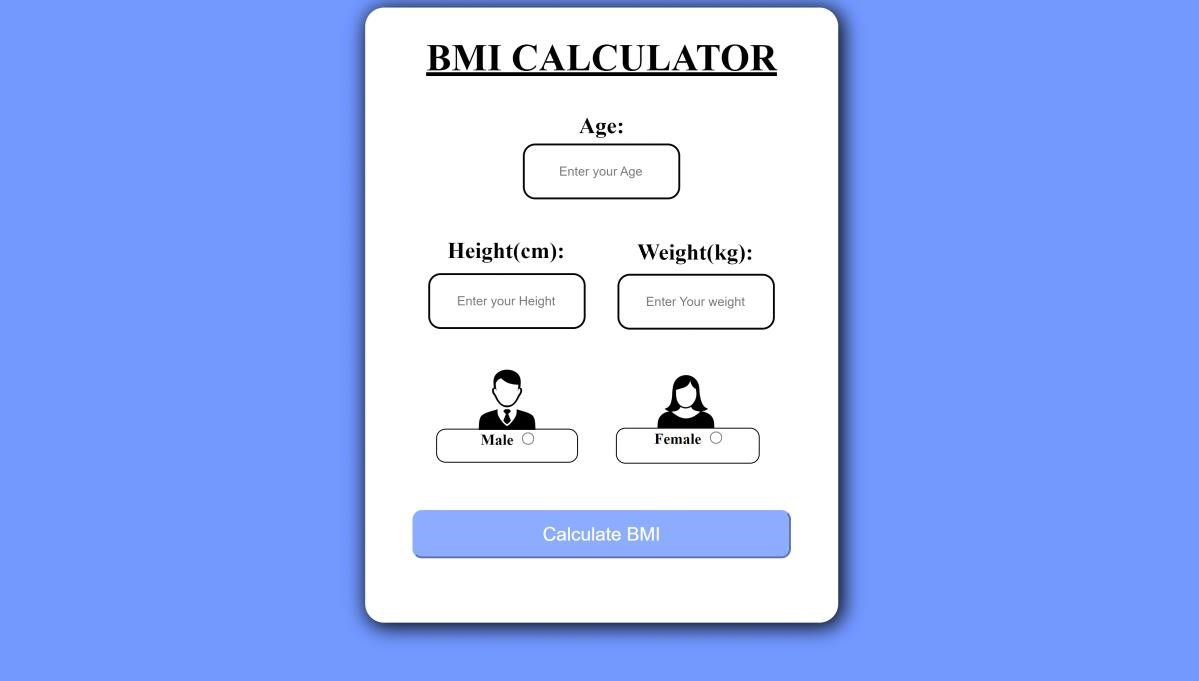 BMI CALCULATOR
Age:
Enter your Age
Height(cm): Weight(kg):
Enter your Height Enter Your weight
Male Female
Calculate BMI